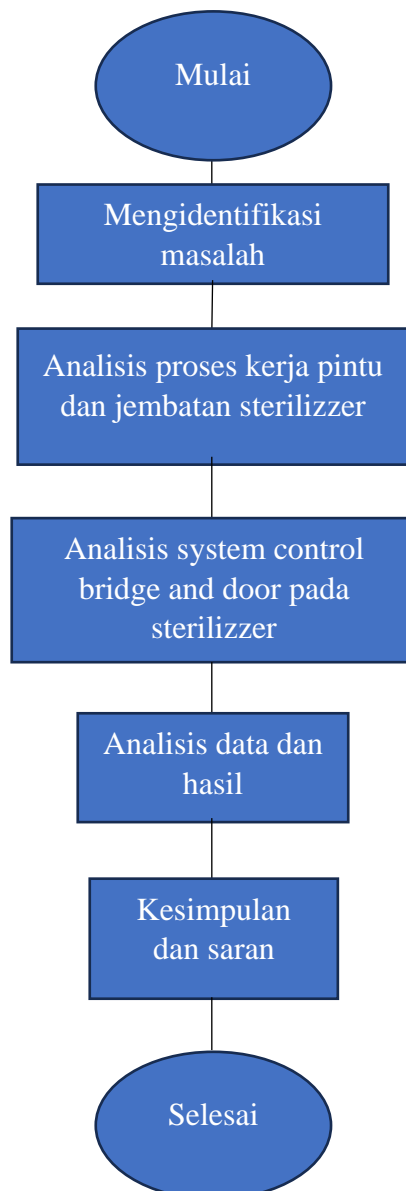 Mulai
Mengidentifikasi
masalah
Analisis proses kerja pintu
dan jembatan sterilizzer
Analisis system control
bridge and door pada
sterilizzer
Analisis data dan
hasil
Kesimpulan
dan saran
Selesai